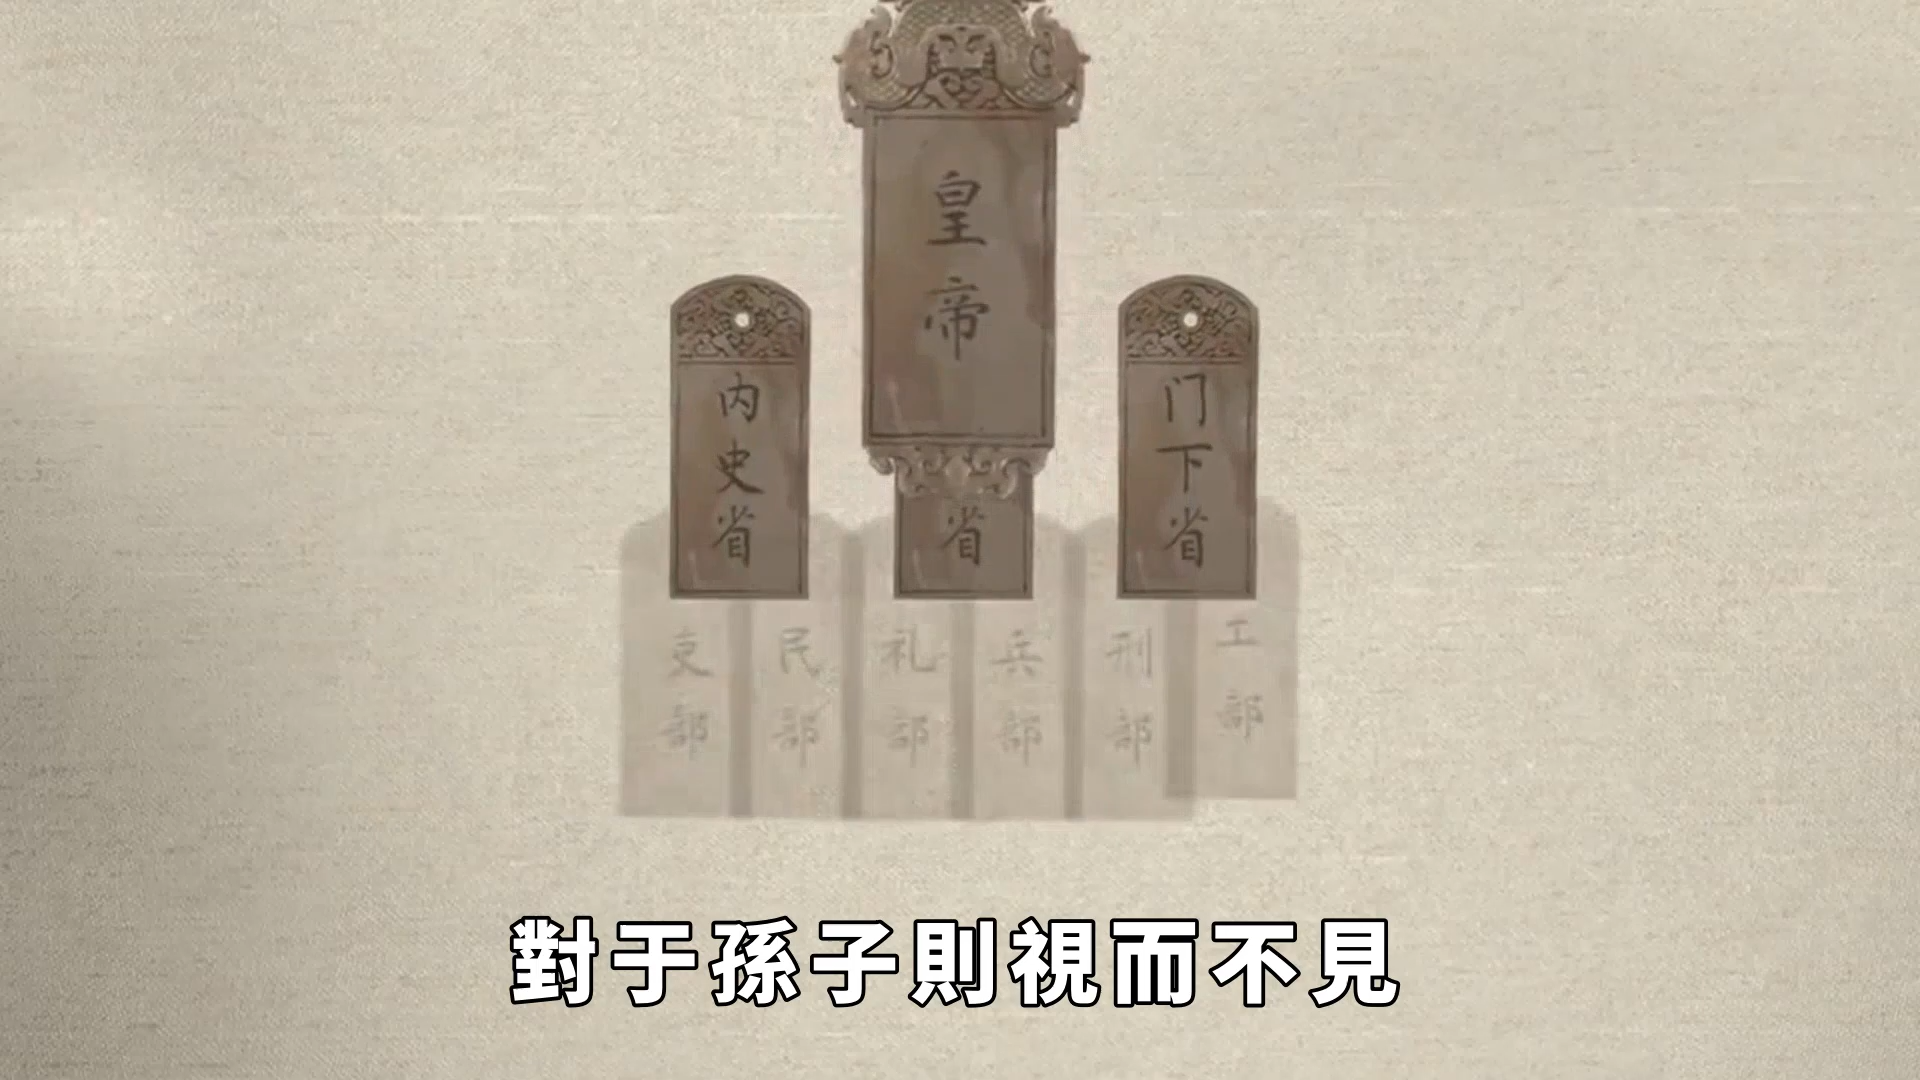 皇帝
内史省
省
门下省
吏部
民部
礼部
兵部
刑部
工部
對于孫子則視而不見